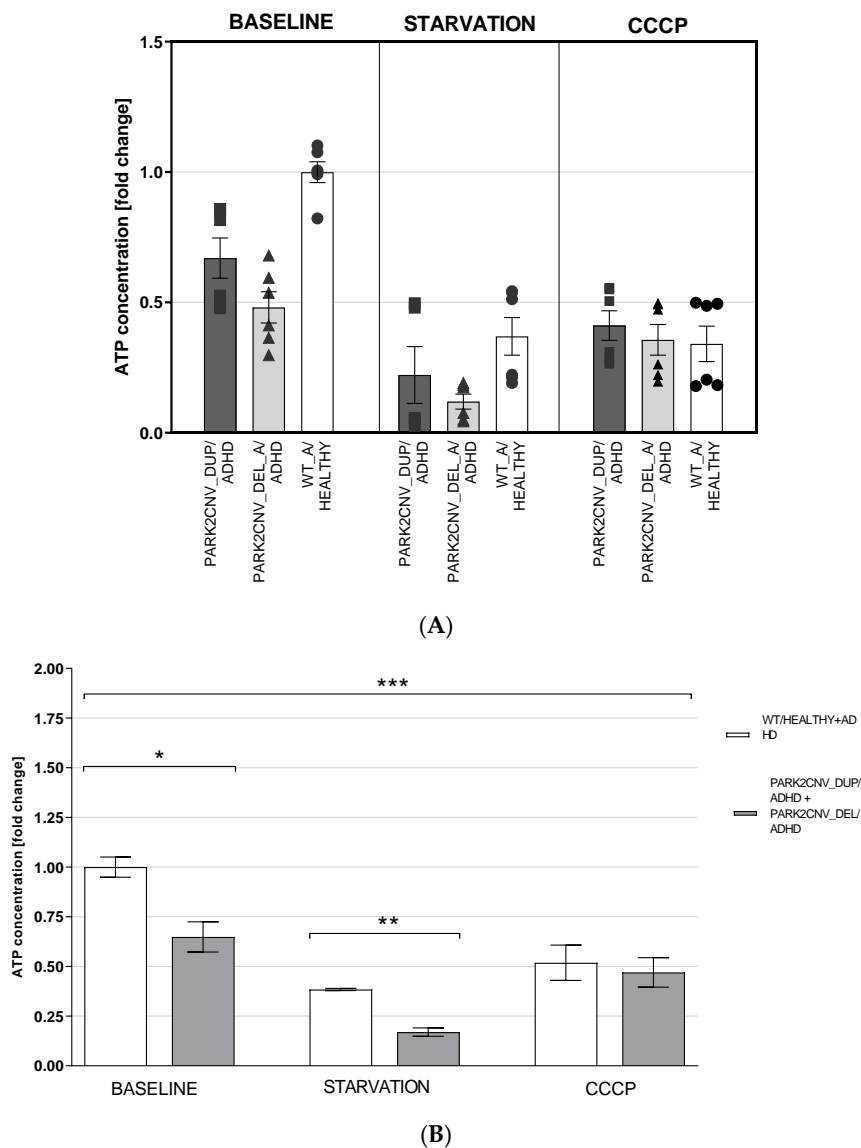 BASELINE STARVATION CCCP
1.5
1.0
0.5
0.0
ATP concentration [fold change]
PARK2CNV_DUP/
ADHD
PARK2CNV_DEL_A/
ADHD
WT_A/
HEALTHY
PARK2CNV_DUP/
ADHD
PARK2CNV_DEL_A/
ADHD
WT_A/
HEALTHY
PARK2CNV_DUP/
ADHD
PARK2CNV_DEL_A/
ADHD
WT_A/
HEALTHY
(A)
2.00
1.75
1.50
1.25
1.00
0.75
0.50
0.25
0.00
ATP concentration [fold change]
***
*
**
WT/HEALTHY+AD
HD
PARK2CNV_DUP/
ADHD +
PARK2CNV_DEL/
ADHD
BASELINE STARVATION CCCP
(B)